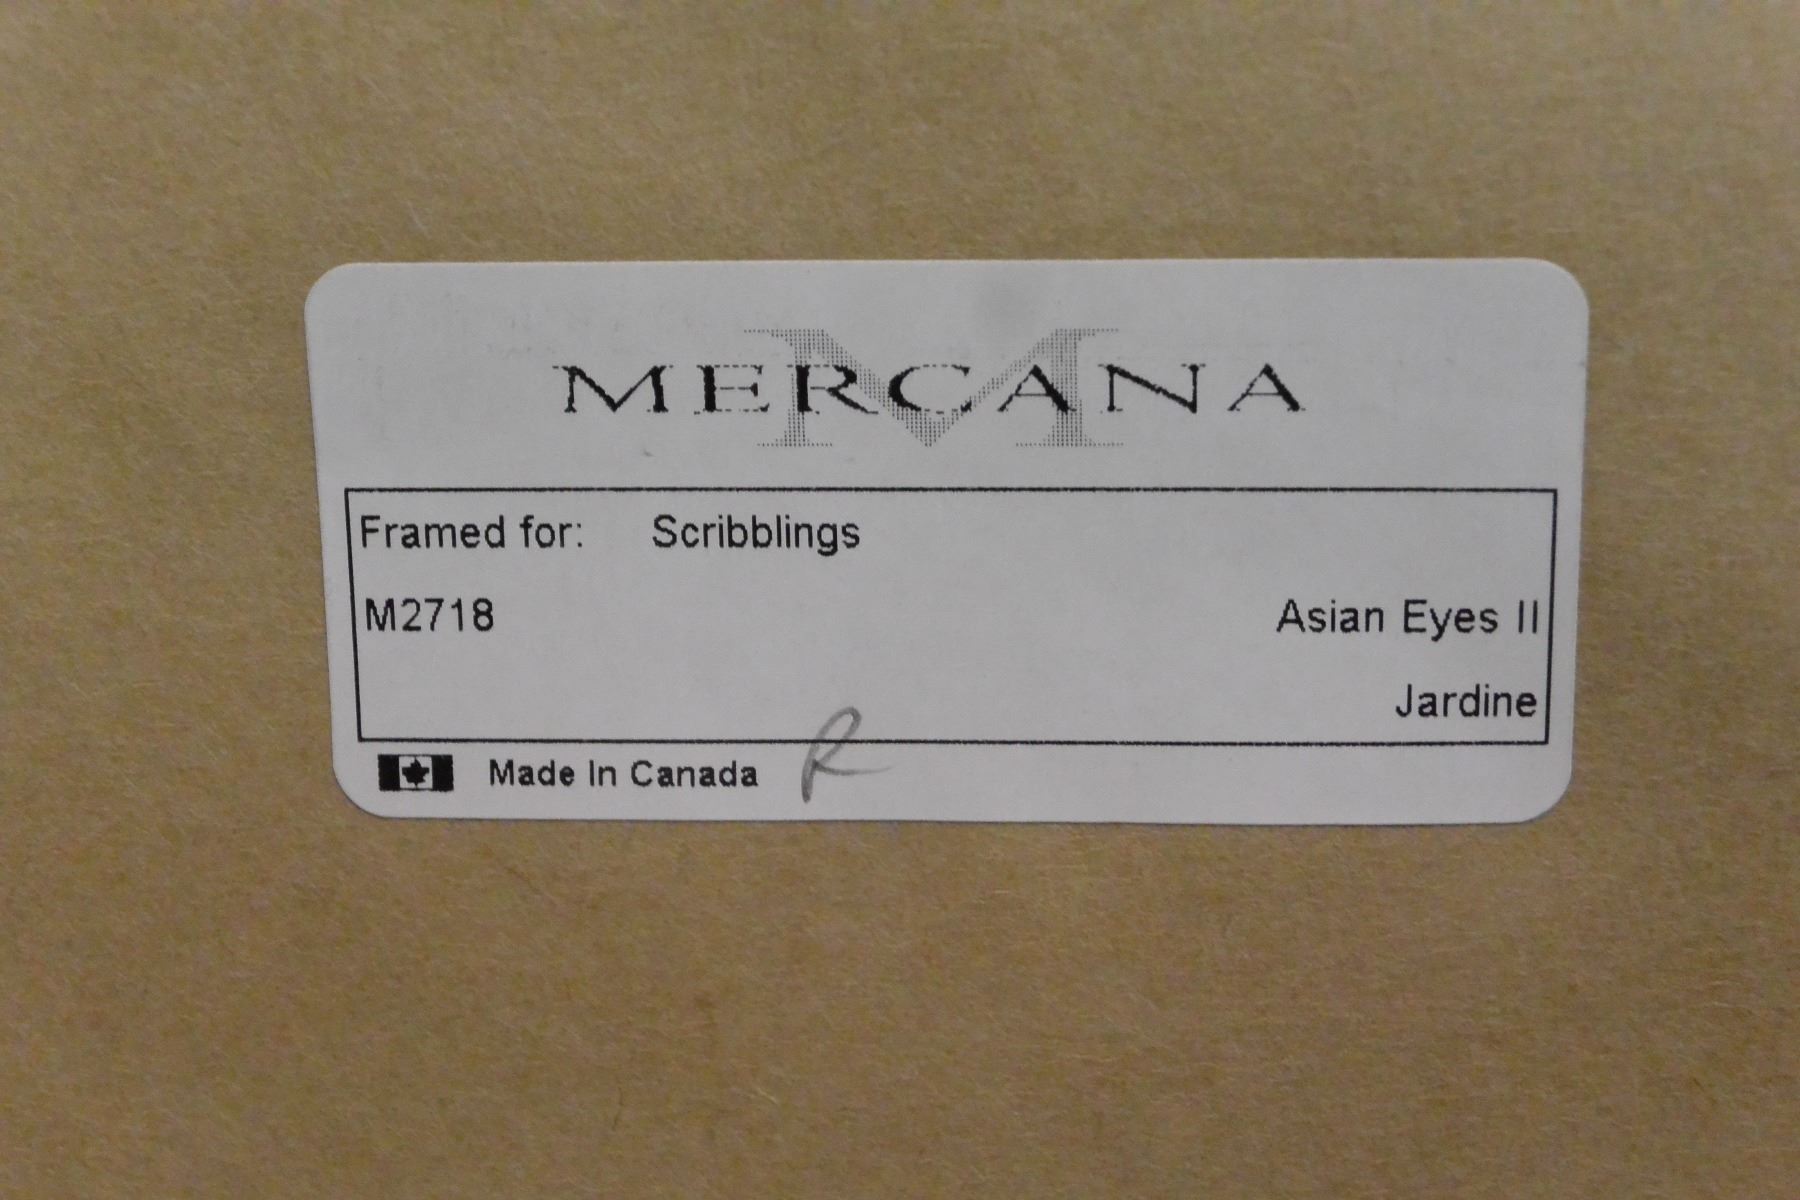 MERCANA
Framed for: Scribblings
M2718 Asian Eyes II
Jardine
Made In Canada R